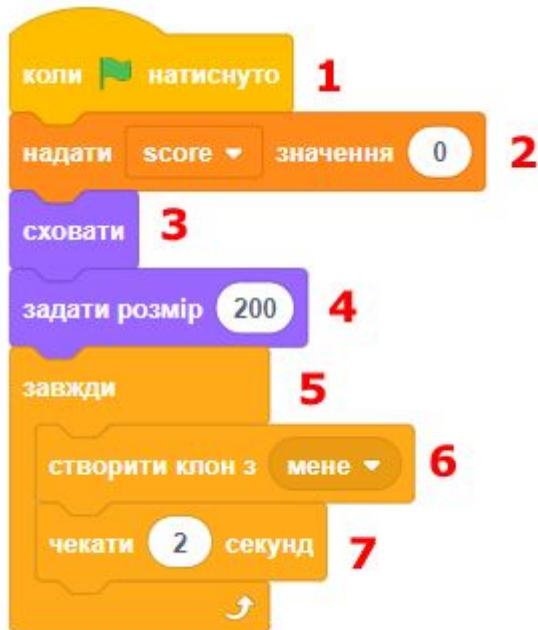 коли натиснуто 1
надати score значення 0 2
сховати 3
задати розмір 200 4
завжди 5
створити клон з мене 6
чекати 2 секунд 7